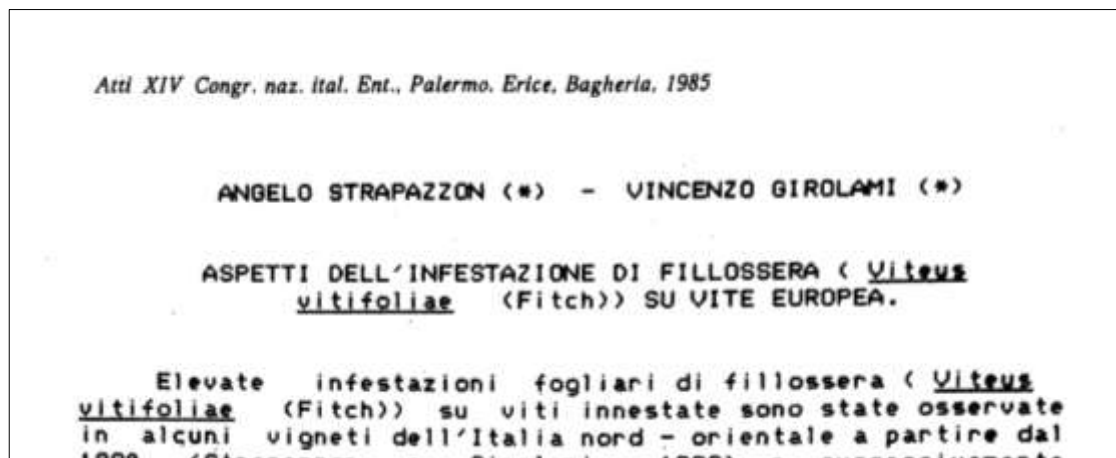 Atti XIV Congr. naz. ital. Ent., Palermo. Erice, Bagheria, 1985
ANGELO STRAPAZZON (*) - VINCENZO GIROLAMI (*)
ASPETTI DELL'INFESTAZIONE DI FILLOSSERA ( Viteus
vitifoliae (Fitch)) SU VITE EUROPEA.
Elevate infestazioni fogliari di fillossera ( Viteus
vitifoliae (Fitch)) su viti innestate sono state osservate
in alcuni vigneti dell'Italia nord - orientale a partire dal